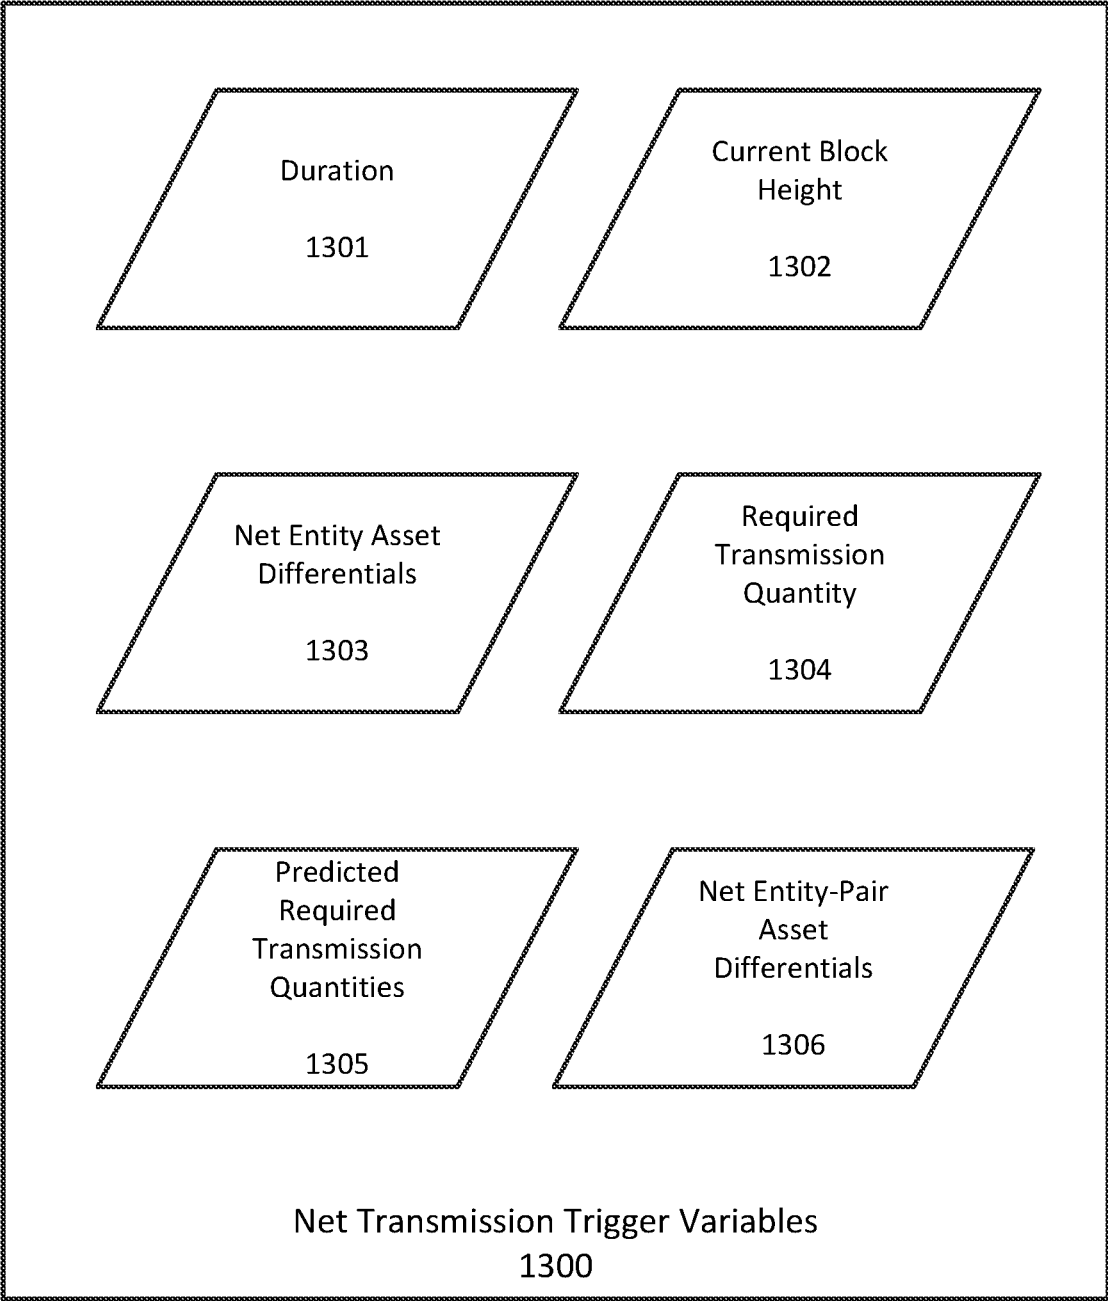 Duration
1301
Current Block
Height
1302
Net Entity Asset
Differentials
1303
Required
Transmission
Quantity
1304
Predicted
Required
Transmission
Quantities
1305
Net Entity-Pair
Asset
Differentials
1306
Net Transmission Trigger Variables
1300